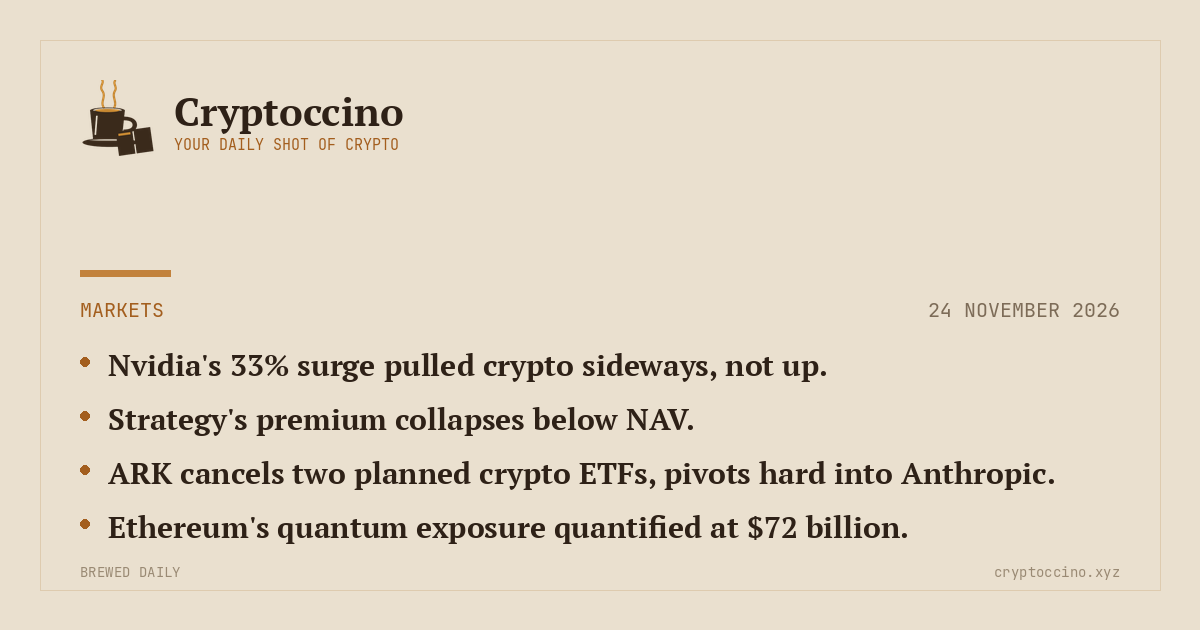 Cryptoccino
YOUR DAILY SHOT OF CRYPTO
MARKETS
24 NOVEMBER 2026
Nvidia's 33% surge pulled crypto sideways, not up.
Strategy's premium collapses below NAV.
ARK cancels two planned crypto ETFs, pivots hard into Anthropic.
Ethereum's quantum exposure quantified at $72 billion.
BREWED DAILY
cryptoccino.xyz